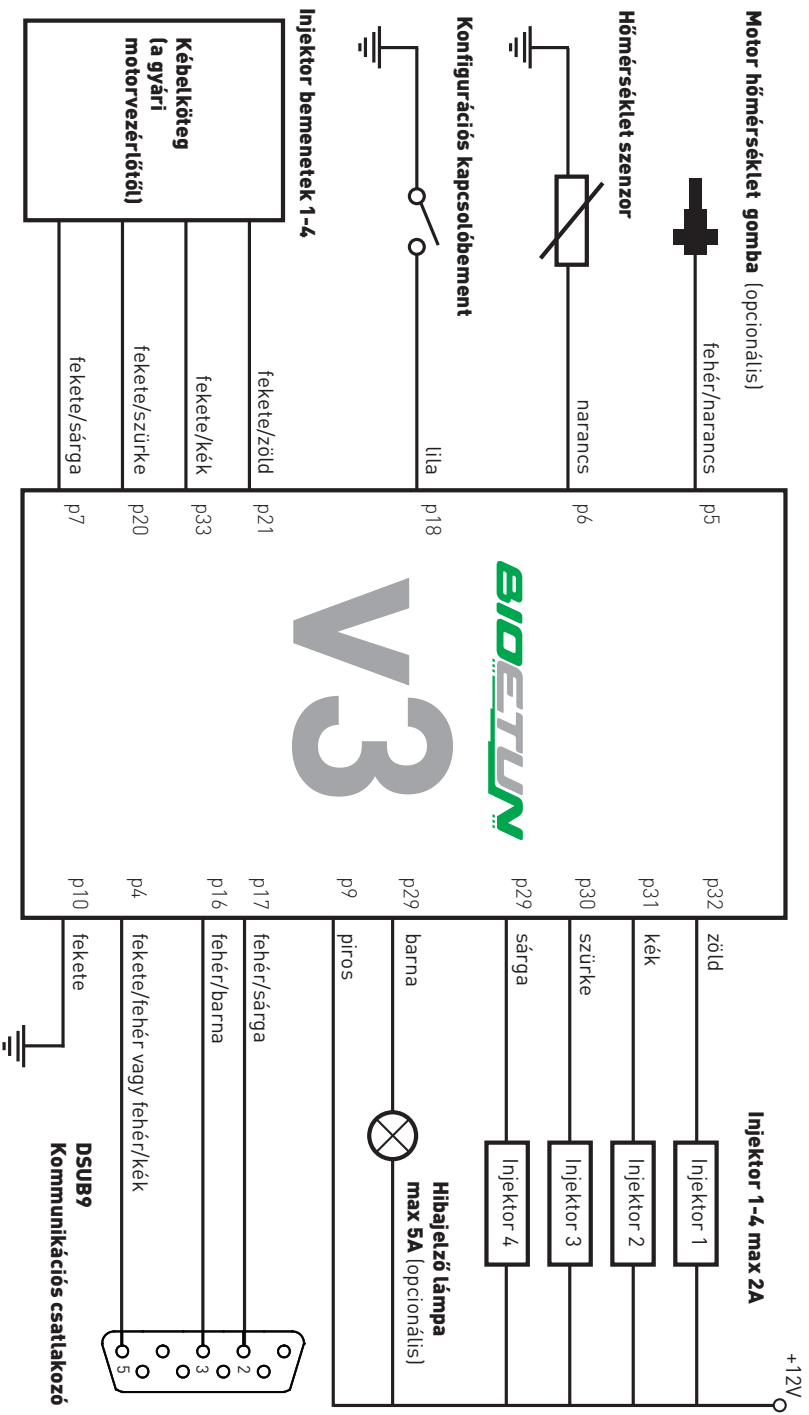 Motor hőmérséklet gomba (opcionális)
fehér/narancs
Hőmérséklet szenzor
narancs
Konfigurációs kapcsolóbement
lila
Injektor bemenetek 1-4
Kébelköteg
(a gyári
motorvezérlőtől)
fekete/zöld
fekete/kék
fekete/szürke
fekete/sárga
p5
p6
p18
p21
p33
p20
p7
BIOETUN
V3
p32
p31
p30
p29
p29
p9
p17
p16
p4
p10
zöld
kék
szürke
sárga
barna
piros
fehér/sárga
fehér/barna
fekete/fehér vagy fehér/kék
fekete
Injektor 1-4 max 2A
Injektor 1
Injektor 2
Injektor 3
Injektor 4
Hibajelző lámpa
max 5A (opcionális)
+12V
DSUB9
Kommunikációs csatlakozó
2
3
5